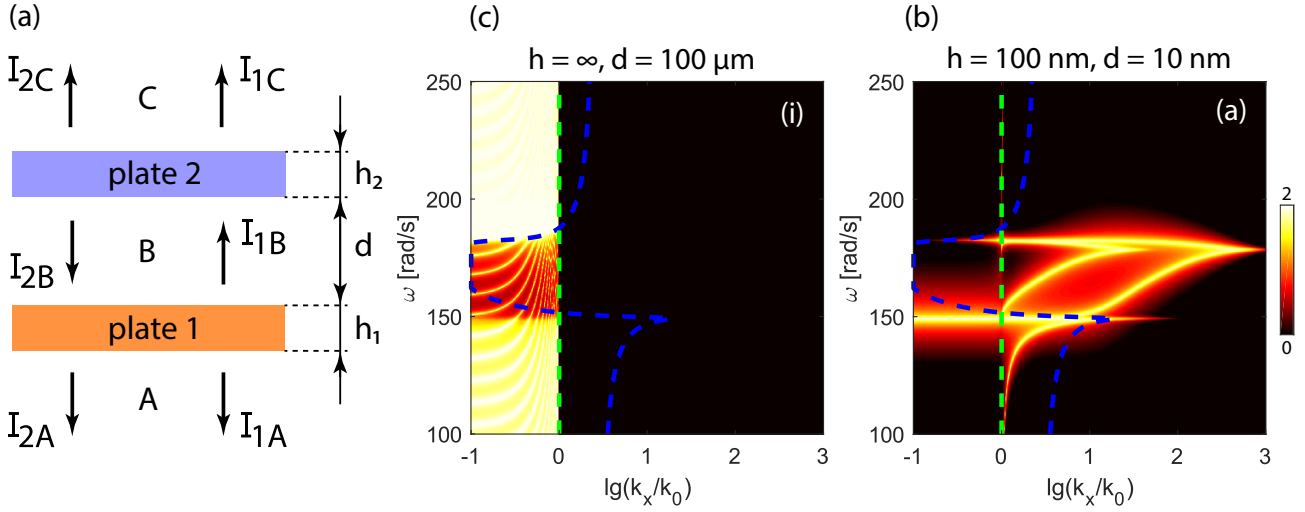 (a)
I2C
I1C
C
plate 2
h2
I2B
B
I1B
d
plate 1
h1
I2A
A
I1A
(c)
h = ∞, d = 100 µm
(i)
250
200
150
100
ω [rad/s]
-1 0 1 2 3
lg(kx/k0)
(b)
h = 100 nm, d = 10 nm
(a)
250
200
150
100
ω [rad/s]
-1 0 1 2 3
lg(kx/k0)
2
0